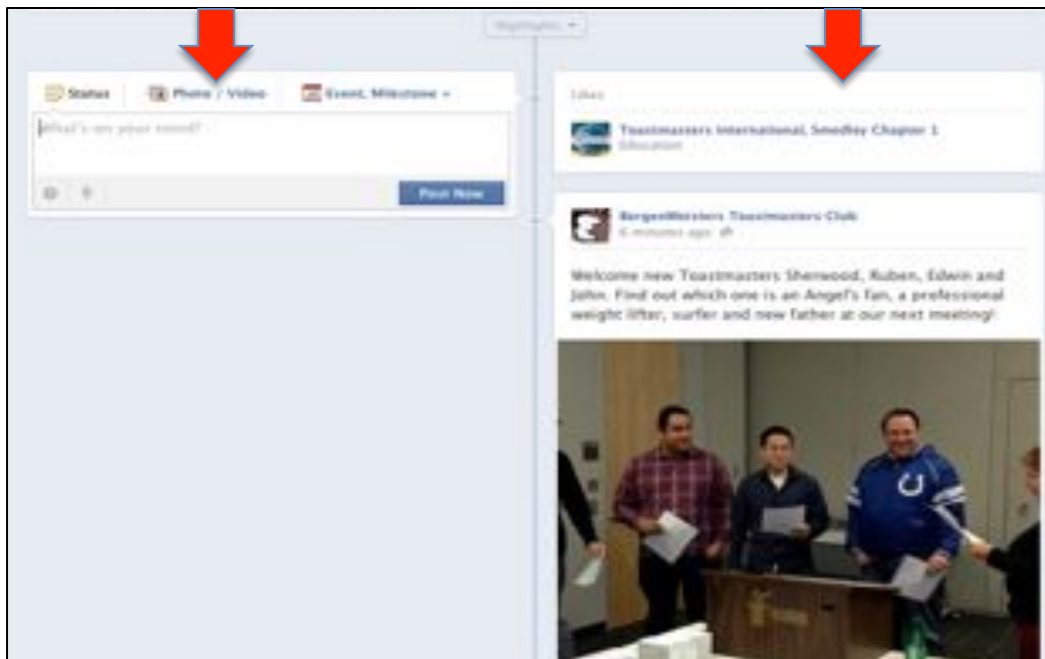 Highlights
Status
Photo / Video
Event, Milestone
What's on your mind?
Post Now
Likes
Toastmasters International, Smedley Chapter 1
Education
BergenMeisters Toastmasters Club
6 minutes ago
Welcome new Toastmasters Sherwood, Ruben, Edwin and
John. Find out which one is an Angel's fan, a professional
weight lifter, surfer and new father at our next meeting!